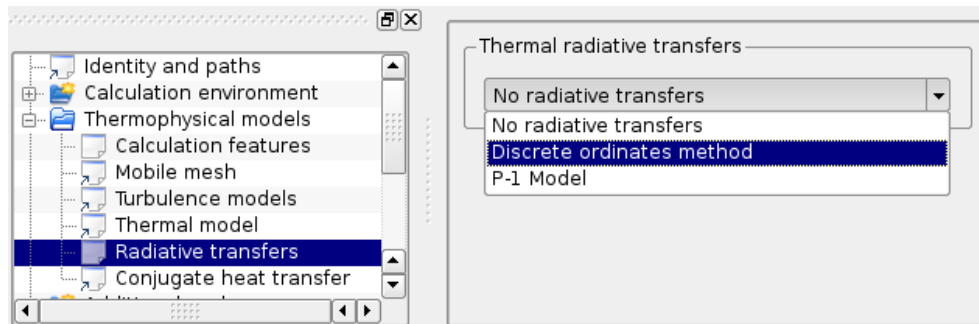 Identity and paths
Calculation environment
Thermophysical models
Calculation features
Mobile mesh
Turbulence models
Thermal model
Radiative transfers
Conjugate heat transfer
Thermal radiative transfers
No radiative transfers
No radiative transfers
Discrete ordinates method
P-1 Model